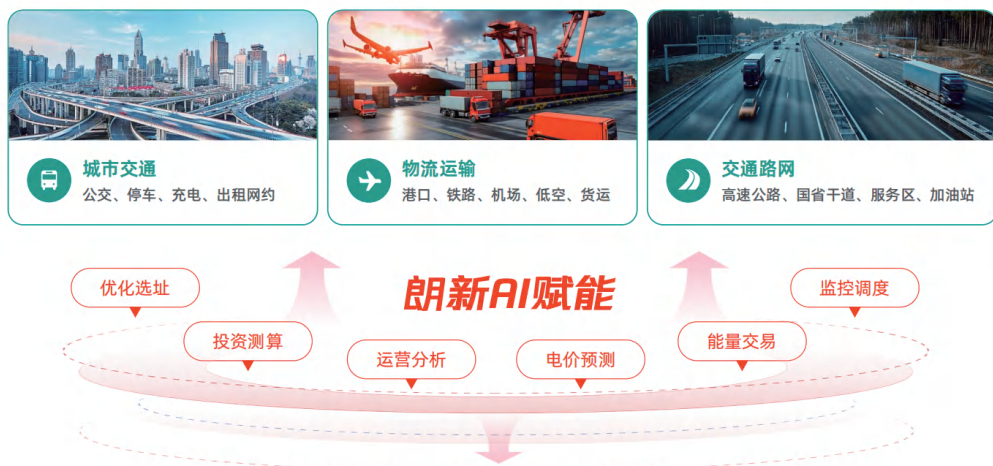 城市交通
公交、停车、充电、出租网约
物流运输
港口、铁路、机场、低空、货运
交通路网
高速公路、国省干道、服务区、加油站
朗新AI赋能
优化选址
投资测算
运营分析
电价预测
能量交易
监控调度